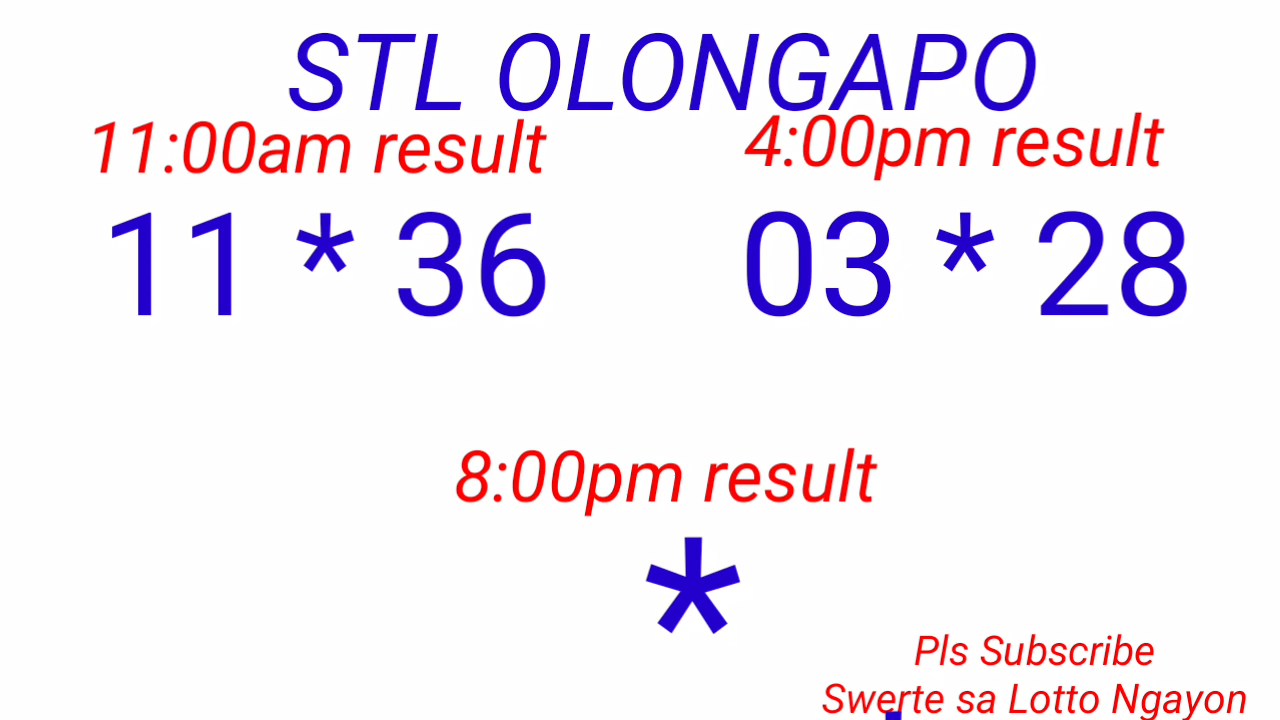 STL OLONGAPO
11:00am result
4:00pm result
11 * 36
03 * 28
8:00pm result
*
Pls Subscribe
Swerte sa Lotto Ngayon